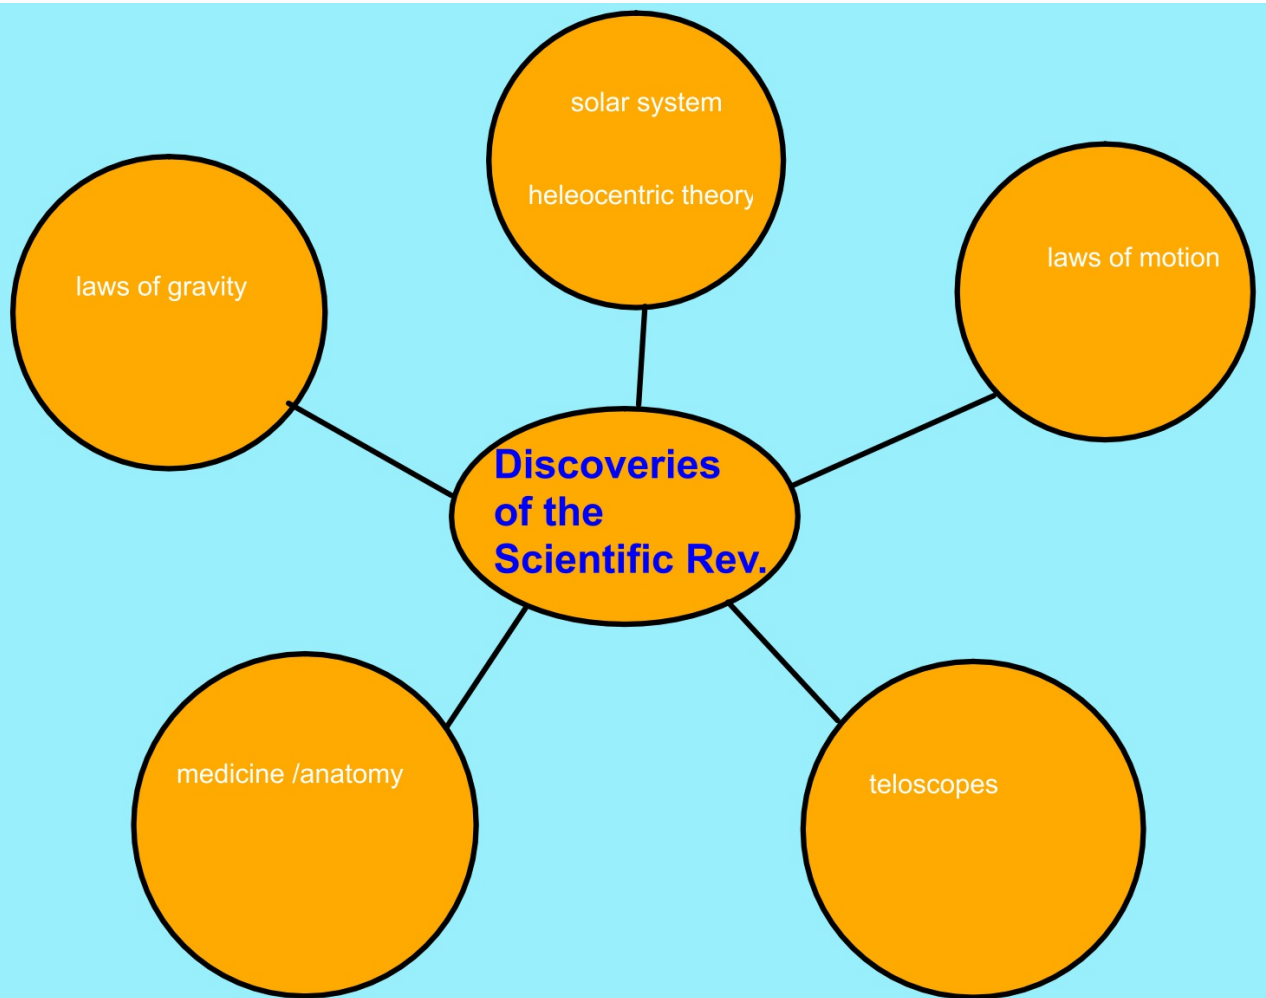 solar system
heleocentric theory
laws of gravity
laws of motion
Discoveries
of the
Scientific Rev.
medicine /anatomy
teloscopes